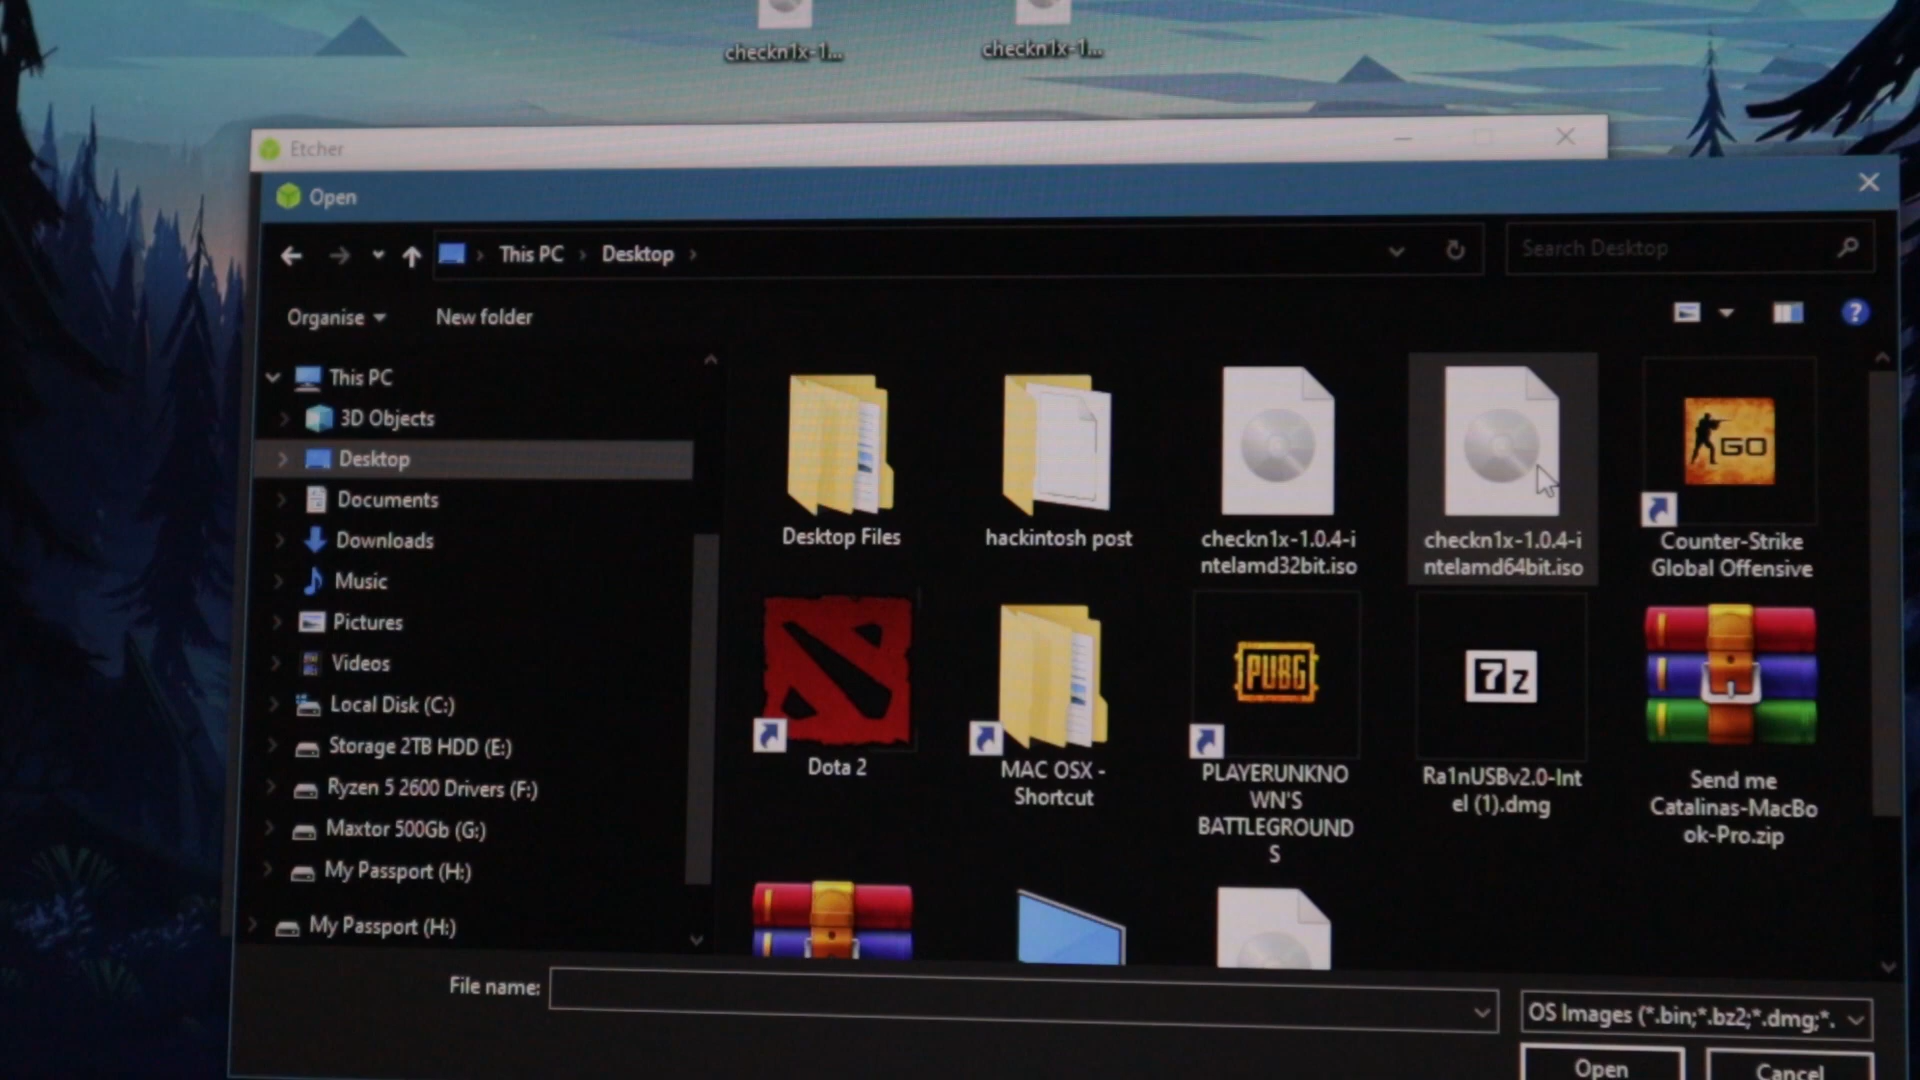 checkn1x-1...
checkn1x-1...
Etcher
Open
This PC
Desktop
Search Desktop
Organise
New folder
This PC
3D Objects
Desktop
Documents
Downloads
Music
Pictures
Videos
Local Disk (C:)
Storage 2TB HDD (E:)
Ryzen 5 2600 Drivers (F:)
Maxtor 500Gb (G:)
My Passport (H:)
My Passport (H:)
Desktop Files
hackintosh post
checkn1x-1.0.4-i
ntelamd32bit.iso
checkn1x-1.0.4-i
ntelamd64bit.iso
GO
Counter-Strike
Global Offensive
Dota 2
MAC OSX -
Shortcut
PUBG
PLAYERUNKNO
WN'S
BATTLEGROUND
S
7z
Ra1nUSBv2.0-Int
el (1).dmg
Send me
Catalinas-MacBo
ok-Pro.zip
File name:
OS Images (*.bin;*.bz2;*.dmg;*.
Open
Cancel